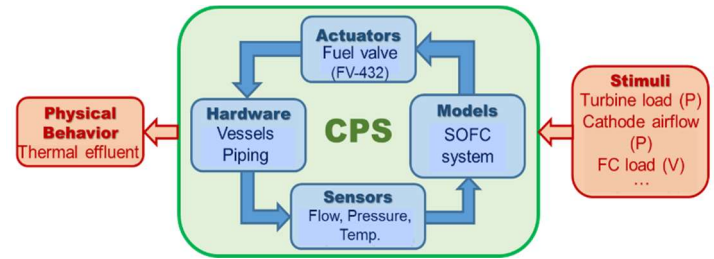 Actuators
Fuel valve
(FV-432)
Physical
Behavior
Thermal effluent
Hardware
Vessels
Piping
CPS
Models
SOFC
system
Stimuli
Turbine load (P)
Cathode airflow
(P)
FC load (V)
...
Sensors
Flow, Pressure,
Temp.